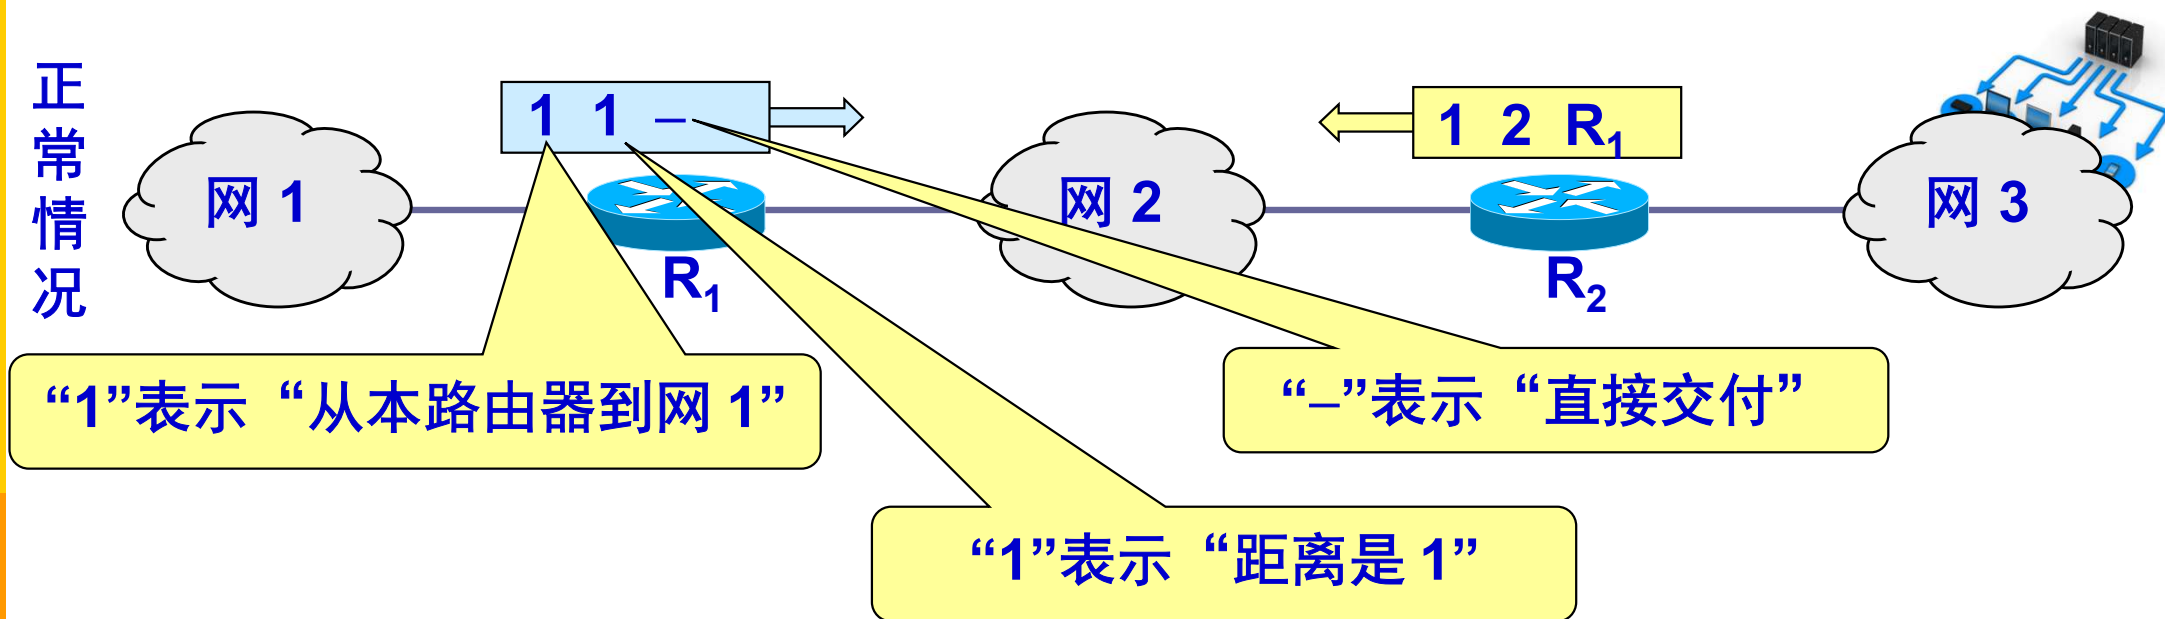 正常情况
1 1 –
1 2 R₁
网 1
网 2
网 3
R₁
R₂
“1”表示“从本路由器到网 1”
“–”表示“直接交付”
“1”表示“距离是 1”